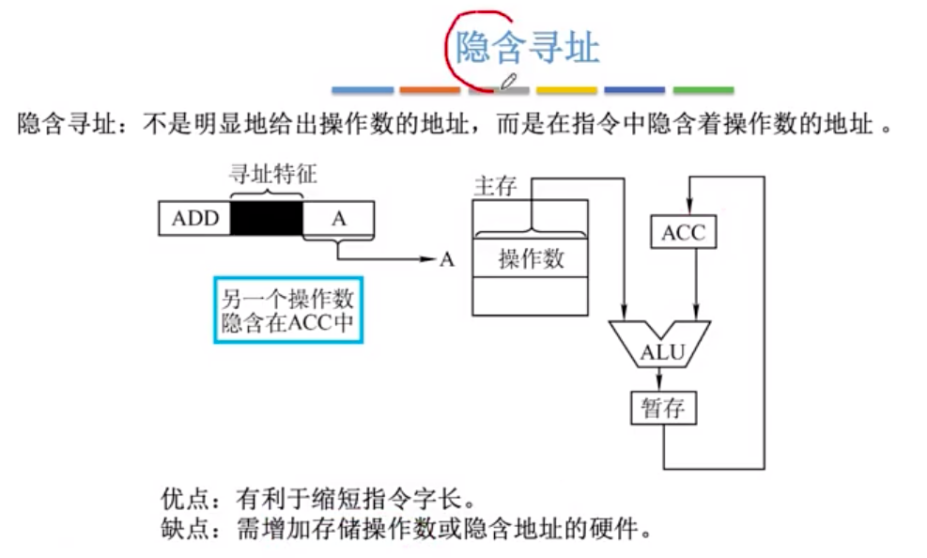 隐含寻址
隐含寻址：不是明显地给出操作数的地址，而是在指令中隐含着操作数的地址 。
寻址特征
ADD
A
A
另一个操作数
隐含在ACC中
主存
操作数
ACC
ALU
暂存
优点：有利于缩短指令字长。
缺点：需增加存储操作数或隐含地址的硬件。